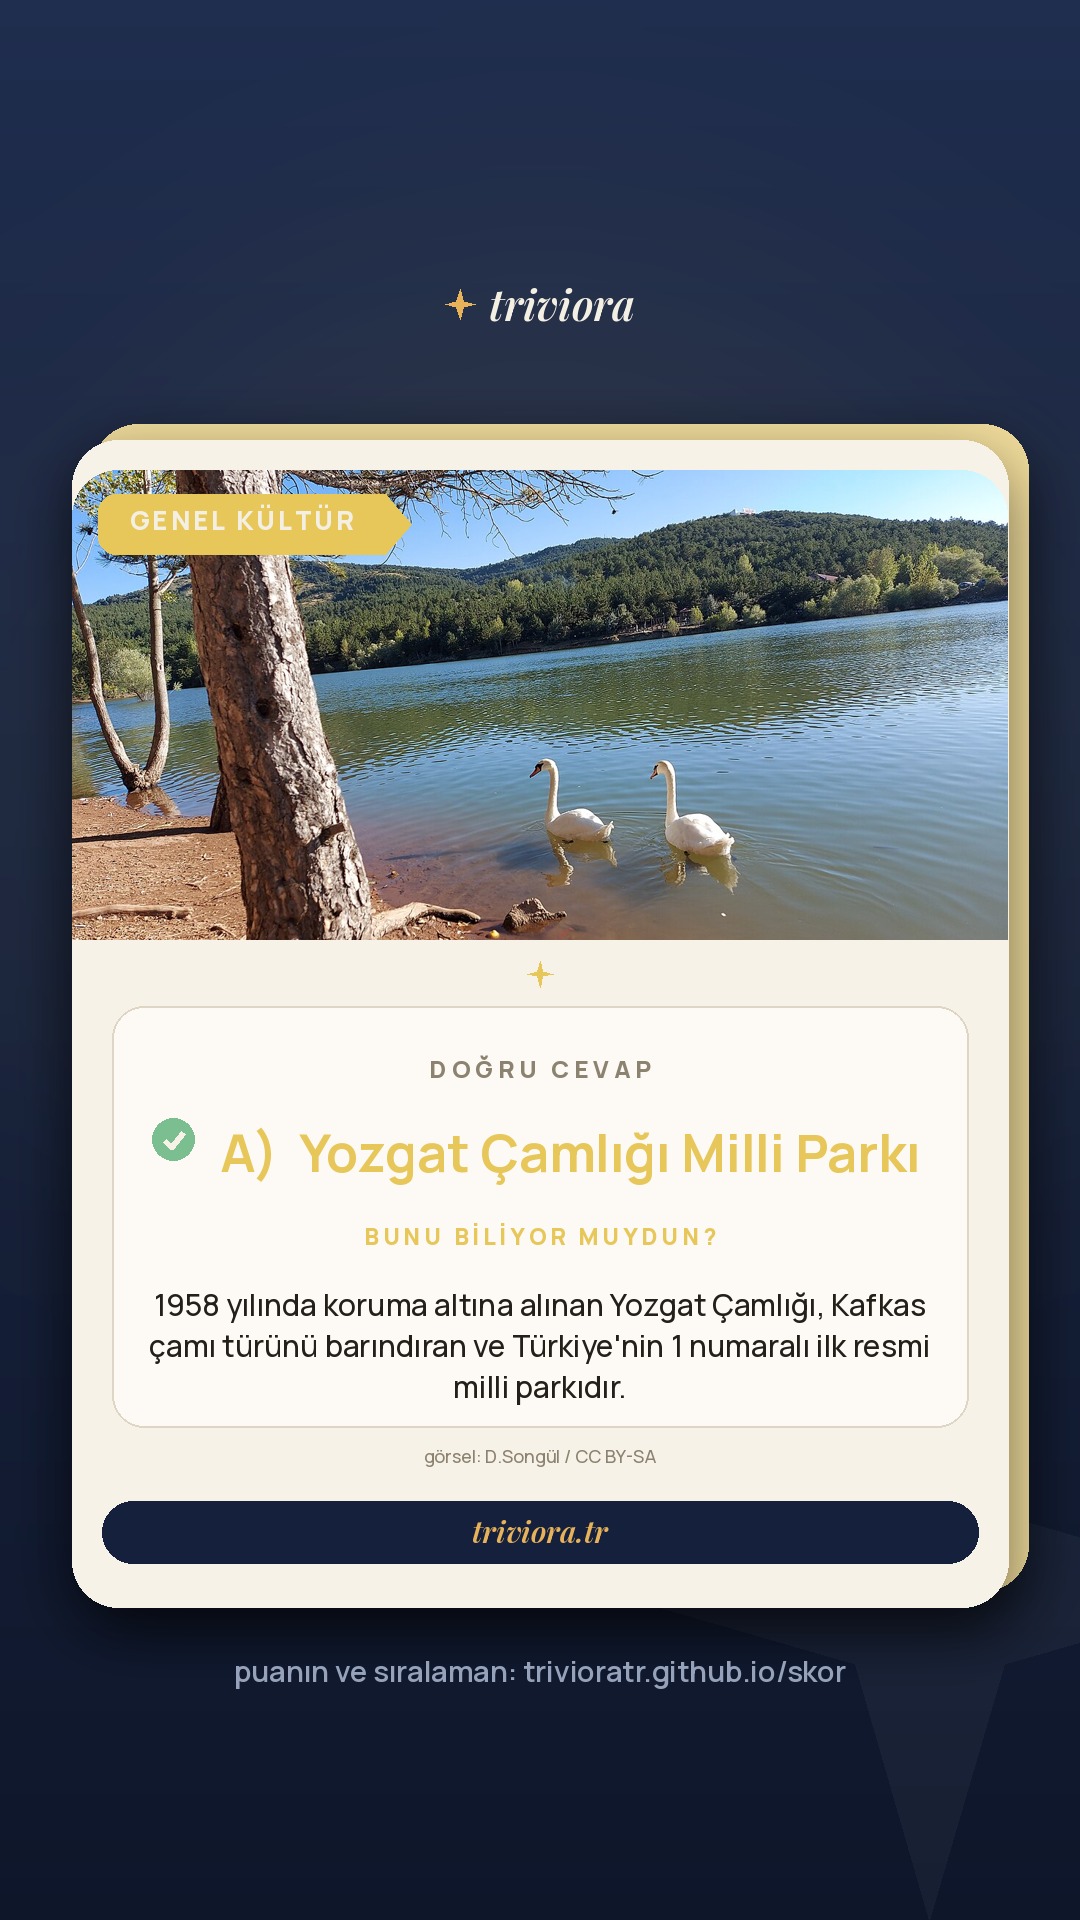 triviora
GENEL KÜLTÜR
DOĞRU CEVAP
A) Yozgat Çamlığı Milli Parkı
BUNU BİLİYOR MUYDUN?
1958 yılında koruma altına alınan Yozgat Çamlığı, Kafkas
çamı türünü barındıran ve Türkiye'nin 1 numaralı ilk resmi
milli parkıdır.
görsel: D.Songül / CC BY-SA
triviora.tr
puanın ve sıralaman: trivioratr.github.io/skor